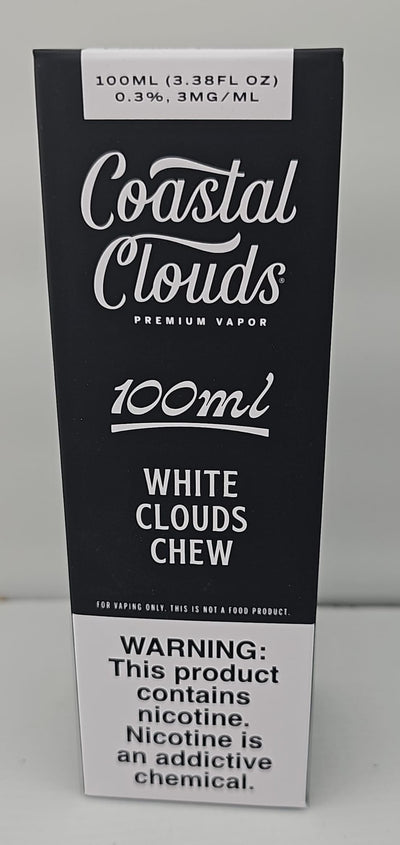 100ML (3.38FL OZ)
0.3%, 3MG/ML
Coastal
Clouds®
PREMIUM VAPOR
100ml
WHITE
CLOUDS
CHEW
FOR VAPING ONLY. THIS IS NOT A FOOD PRODUCT.
WARNING:
This product
contains
nicotine.
Nicotine is
an addictive
chemical.